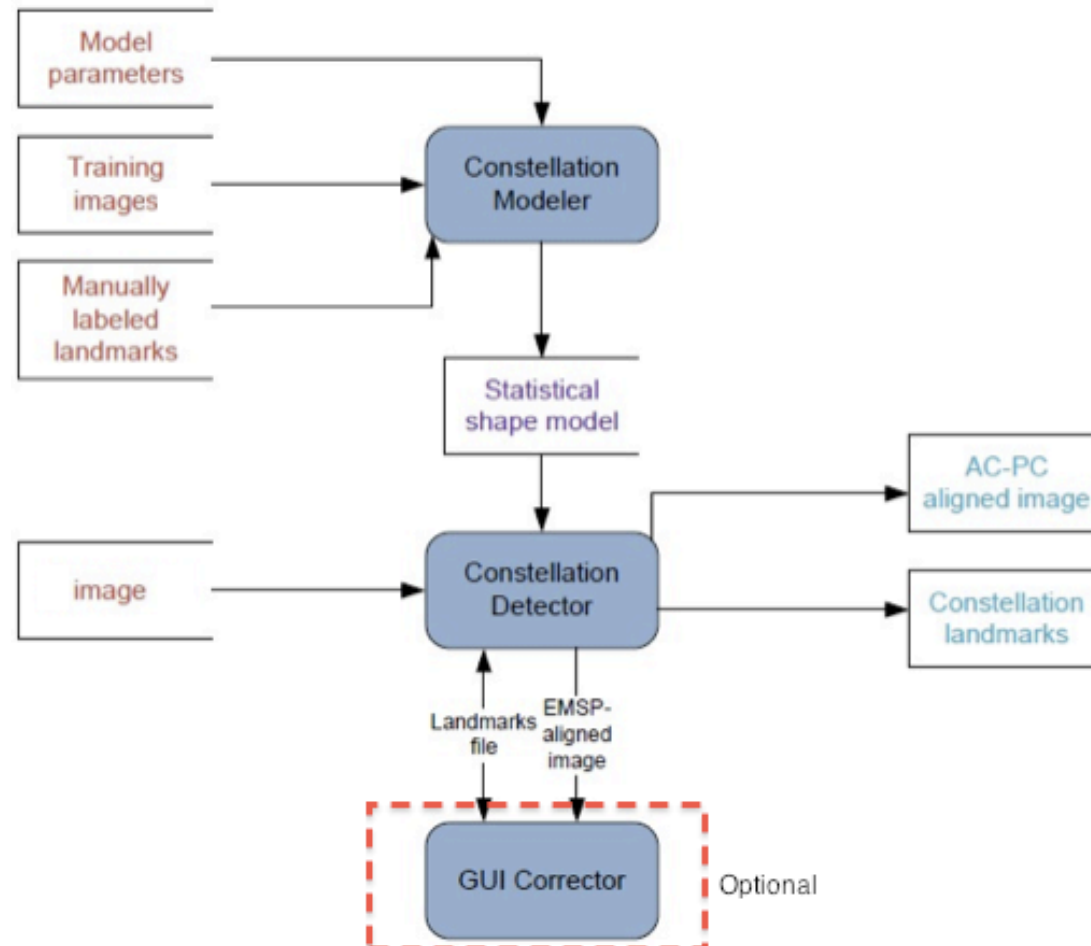 Model
parameters
Training
images
Manually
labeled
landmarks
Constellation
Modeler
Statistical
shape model
AC-PC
aligned image
image
Constellation
Detector
Constellation
landmarks
Landmarks
file
EMSP-
aligned
image
GUI Corrector
Optional